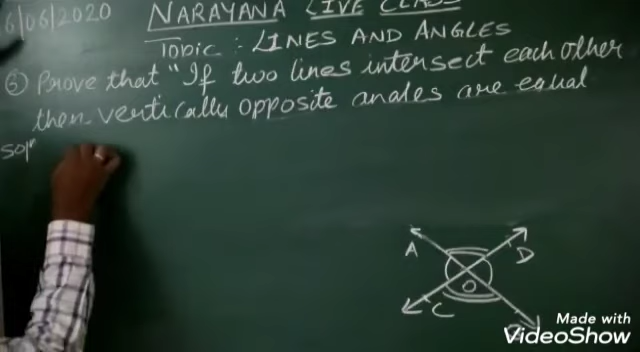 6/06/2020 NARAYANA LIVE CLASS
Topic : LINES AND ANGLES
6) Prove that "If two lines intersect each other
then vertically opposite angles are equal
Sol
A D
O
C
Made with
VideoShow